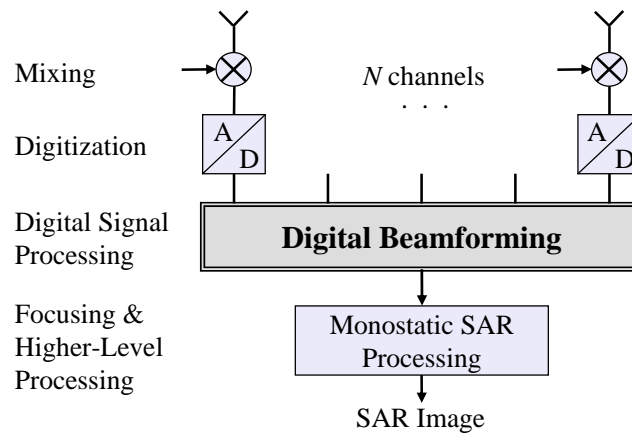 Mixing
N channels
. . .
Digitization
A
D
A
D
Digital Signal
Processing
Digital Beamforming
Focusing &
Higher-Level
Processing
Monostatic SAR
Processing
SAR Image